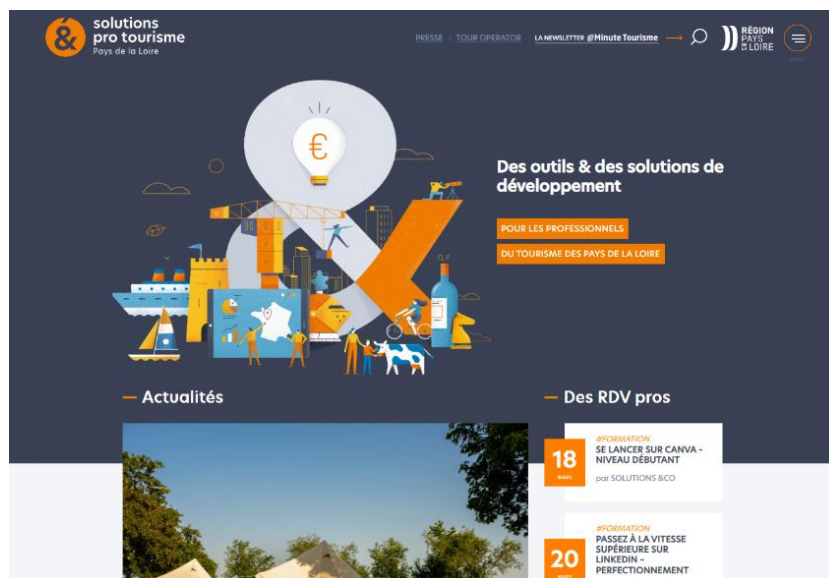 &
solutions
pro tourisme
Pays de la Loire
PRESSE | TOUR OPERATOR
LA NEWSLETTER @Minute Tourisme
RÉGION
PAYS
DE LA LOIRE
MENU
€
Des outils & des solutions de
développement
POUR LES PROFESSIONNELS
DU TOURISME DES PAYS DE LA LOIRE
Actualités
Des RDV pros
18
MARS
#FORMATION
SE LANCER SUR CANVA –
NIVEAU DÉBUTANT
par SOLUTIONS &CO
20
MARS
#FORMATION
PASSEZ À LA VITESSE
SUPÉRIEURE SUR
LINKEDIN –
PERFECTIONNEMENT